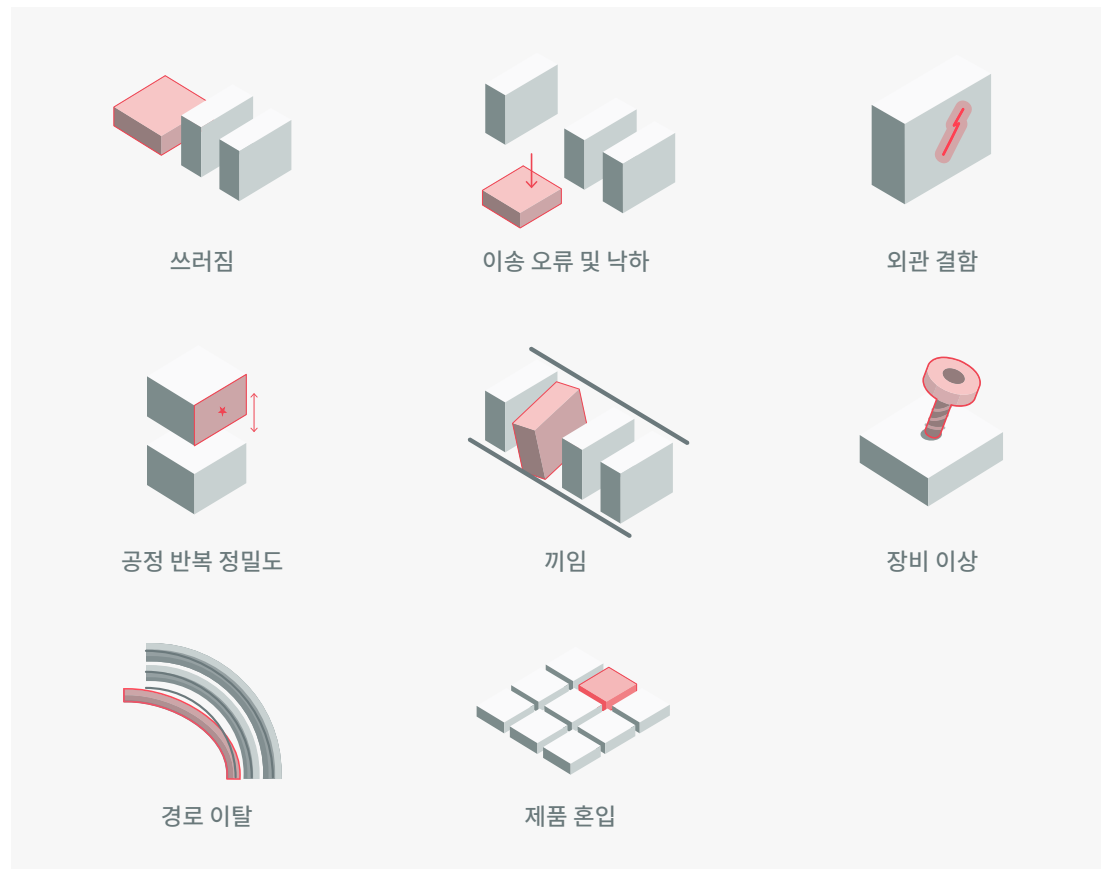 쓰러짐
이송 오류 및 낙하
외관 결함
공정 반복 정밀도
끼임
장비 이상
경로 이탈
제품 혼입